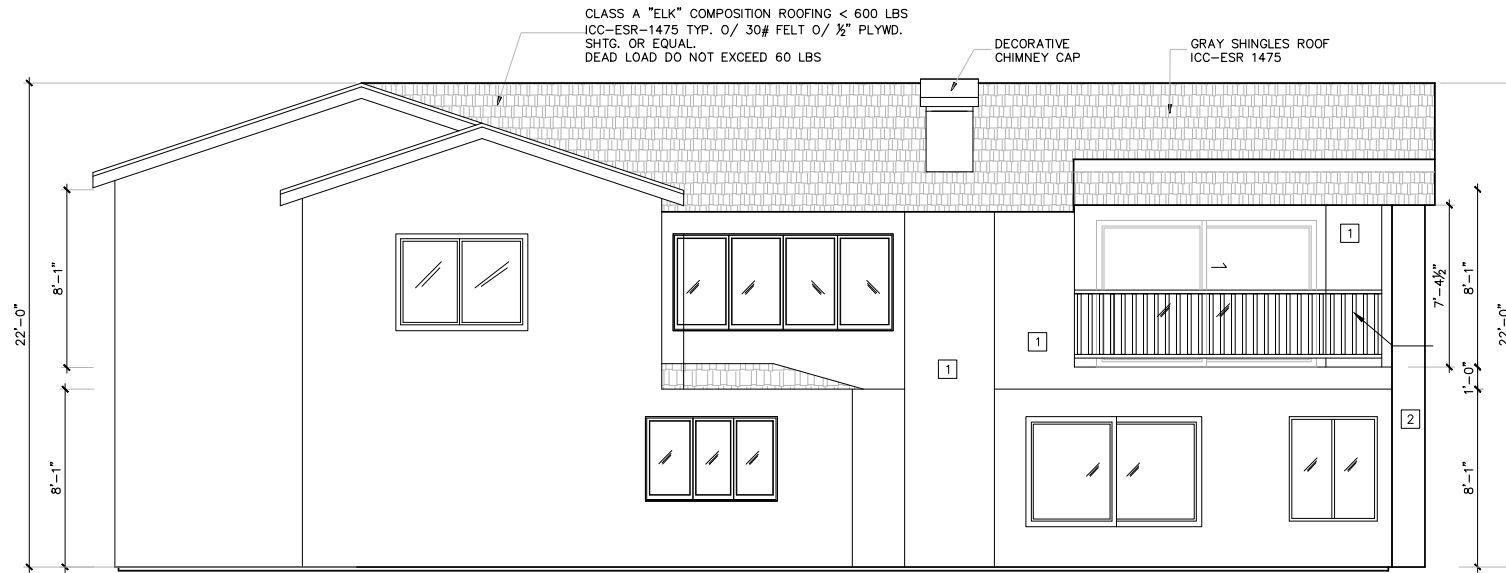 CLASS A "ELK" COMPOSITION ROOFING < 600 LBS
ICC-ESR-1475 TYP. O/ 30# FELT O/ ½" PLYWD.
SHTG. OR EQUAL.
DEAD LOAD DO NOT EXCEED 60 LBS
DECORATIVE
CHIMNEY CAP
GRAY SHINGLES ROOF
ICC-ESR 1475
22'-0"
8'-1"
8'-1"
1
1
1
2
7'-4½"
8'-1"
1'-0"
8'-1"
22'-0"